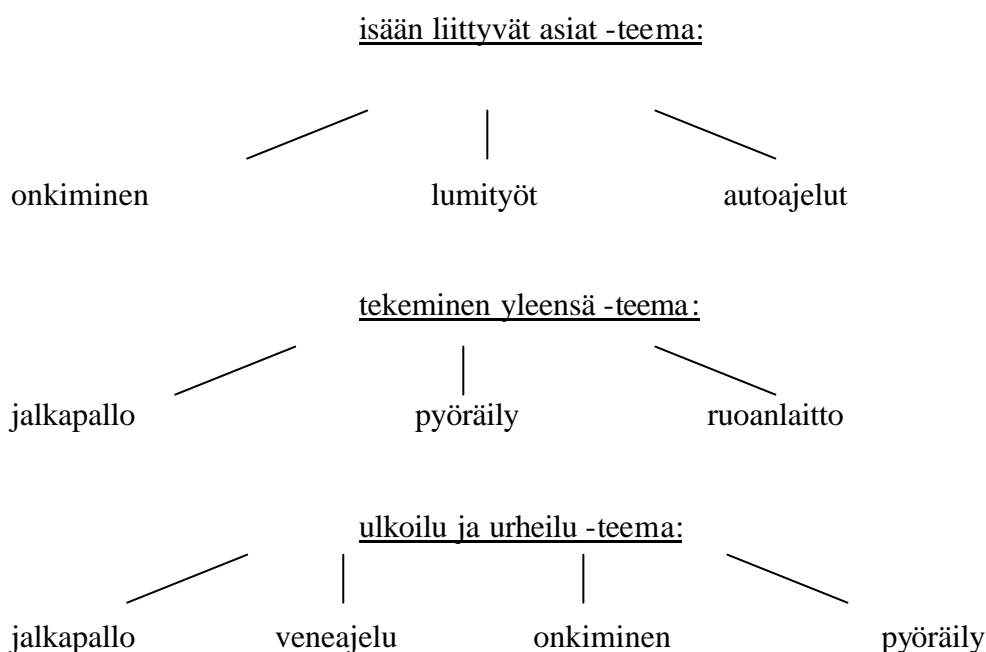 isään liittyvät asiat -teema:
onkiminen lumityöt autoajelut
tekeminen yleensä -teema:
jalkapallo pyöräily ruoanlaitto
ulkoilu ja urheilu -teema:
jalkapallo veneajelu onkiminen pyöräily